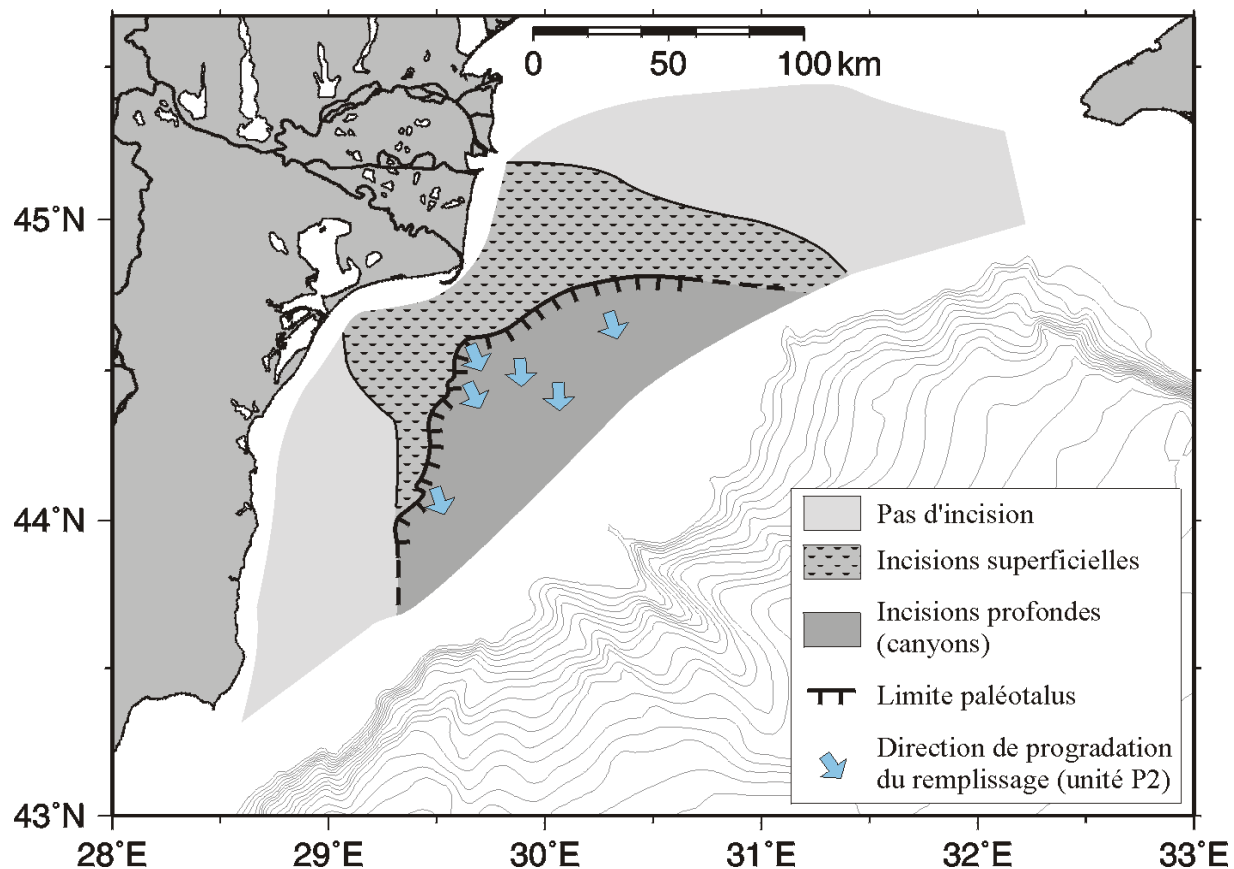 0 50 100 km
45°N
44°N
43°N
Pas d'incision
Incisions superficielles
Incisions profondes
(canyons)
Limite paléotalus
Direction de progradation
du remplissage (unité P2)
28°E 29°E 30°E 31°E 32°E 33°E